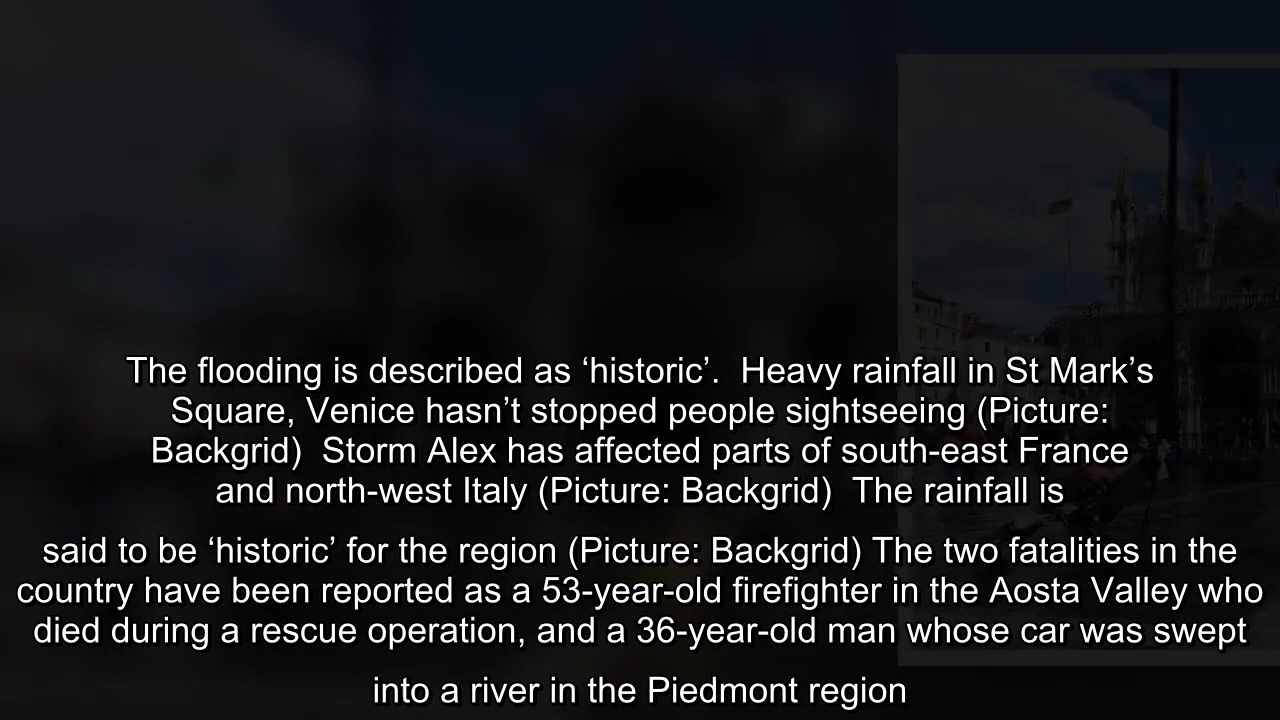 The flooding is described as ‘historic’.  Heavy rainfall in St Mark’s
Square, Venice hasn’t stopped people sightseeing (Picture:
Backgrid)  Storm Alex has affected parts of south-east France
and north-west Italy (Picture: Backgrid)  The rainfall is
said to be ‘historic’ for the region (Picture: Backgrid) The two fatalities in the
country have been reported as a 53-year-old firefighter in the Aosta Valley who
died during a rescue operation, and a 36-year-old man whose car was swept
into a river in the Piedmont region